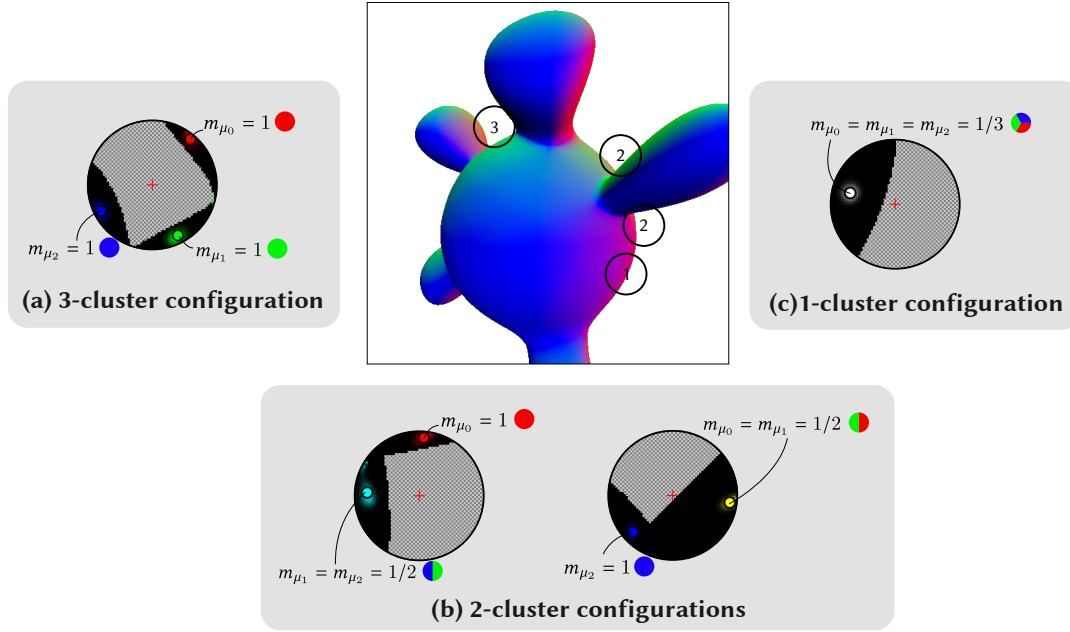 m_{μ_0} = 1
m_{μ_2} = 1
m_{μ_1} = 1
(a) 3-cluster configuration
3
2
2
1
m_{μ_0} = m_{μ_1} = m_{μ_2} = 1/3
(c)1-cluster configuration
m_{μ_0} = 1
m_{μ_1} = m_{μ_2} = 1/2
m_{μ_0} = m_{μ_1} = 1/2
m_{μ_2} = 1
(b) 2-cluster configurations